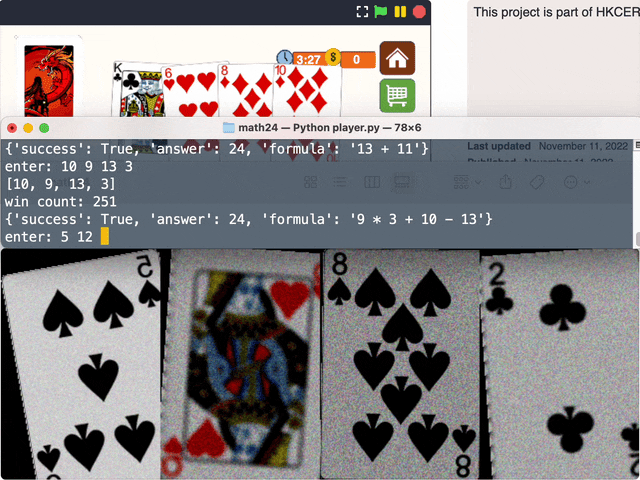 This project is part of HKCER
3:27
0
K
6
8
10
math24 — Python player.py — 78×6
{'success': True, 'answer': 24, 'formula': '13 + 11'}
enter: 10 9 13 3
[10, 9, 13, 3]
win count: 251
{'success': True, 'answer': 24, 'formula': '9 * 3 + 10 − 13'}
enter: 5 12
Last updated November 11, 2022
Published November 11, 2022
5
8
2
Q
8